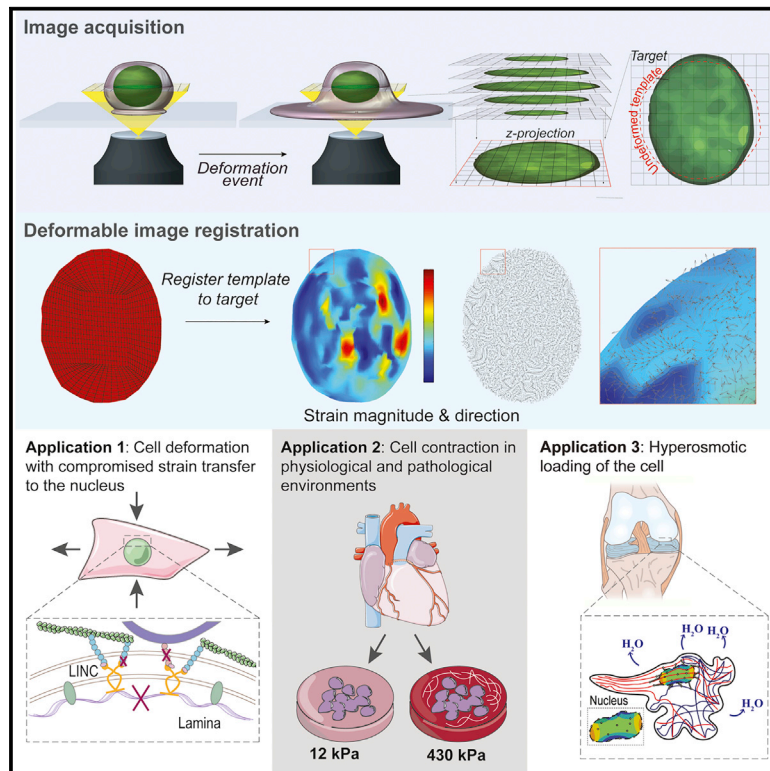 Image acquisition
Target
Undeformed template
z-projection
Deformation
event
Deformable image registration
Register template
to target
Strain magnitude & direction
Application 1: Cell deformation
with compromised strain transfer
to the nucleus
LINC
Lamina
Application 2: Cell contraction in
physiological and pathological
environments
12 kPa
430 kPa
Application 3: Hyperosmotic
loading of the cell
H₂O
H₂O
H₂O
H₂O
Nucleus